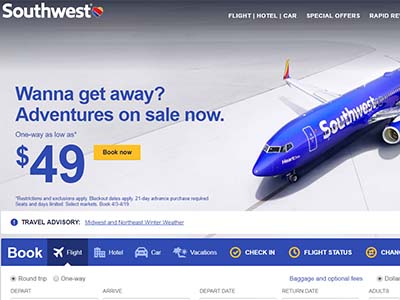 Southwest
FLIGHT | HOTEL | CAR SPECIAL OFFERS RAPID RE
Wanna get away?
Adventures on sale now.
One-way as low as*
$49
Book now
*Restrictions and exclusions apply. Blackout dates apply. 21-day advance purchase required.
Seats and days limited. Select markets. Book 4/3-4/19.
Southwest
Heart One
TRAVEL ADVISORY: Midwest and Northeast Winter Weather
Book Flight Hotel Car Vacations CHECK IN FLIGHT STATUS CHAN
Round trip One-way Baggage and optional fees Dollar
DEPART ARRIVE DEPART DATE RETURN DATE ADULTS